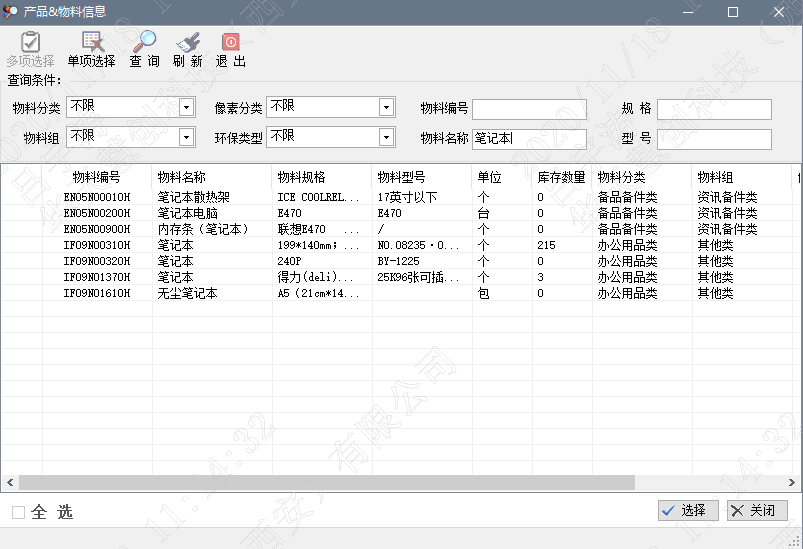 产品&物料信息
多项选择 单项选择 查 询 刷 新 退 出
查询条件:
物料分类 不限 像素分类 不限 物料编号 规 格
物料组 不限 环保类型 不限 物料名称 笔记本 型 号
物料编号 物料名称 物料规格 物料型号 单位 库存数量 物料分类 物料组
EN05N00010H 笔记本散热架 ICE COOLREL... 17英寸以下 个 0 备品备件类 资讯备件类
EN05N00200H 笔记本电脑 E470 E470 台 0 备品备件类 资讯备件类
EN05N00900H 内存条（笔记本） 联想E470 ... / 个 0 备品备件类 资讯备件类
IF09N00310H 笔记本 199*140mm; ... NO.08235·0... 个 215 办公用品类 其他类
IF09N00320H 笔记本 240P BY-1225 个 0 办公用品类 其他类
IF09N01370H 笔记本 得力(deli)... 25K96张可插... 个 3 办公用品类 其他类
IF09N01610H 无尘笔记本 A5（21cm*14... 包 0 办公用品类 其他类
全 选 选择 关闭
2020/11/18
11:14:32